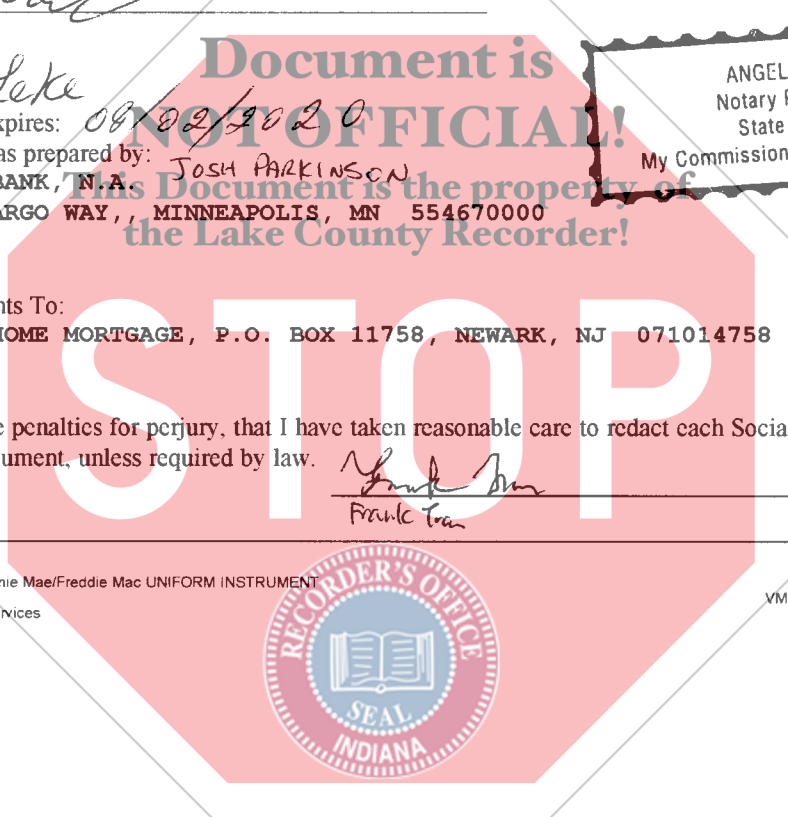 Document is
ANGEL
Notary
State
My Commission
Leke
xpires: 08/02/2020
NOT OFFICIAL!
as prepared by: JOSH PARKINSON
BANK, N.A.
This Document is the property of
ARGO WAY,, MINNEAPOLIS, MN 554670000
the Lake County Recorder!
nts To:
HOME MORTGAGE, P.O. BOX 11758, NEWARK, NJ 071014758
STOP
e penalties for perjury, that I have taken reasonable care to redact each Socia
ument, unless required by law.
Frank Tran
nie Mae/Freddie Mac UNIFORM INSTRUMENT
rvices
VM
RECORDER'S OFFICE
SEAL
INDIANA